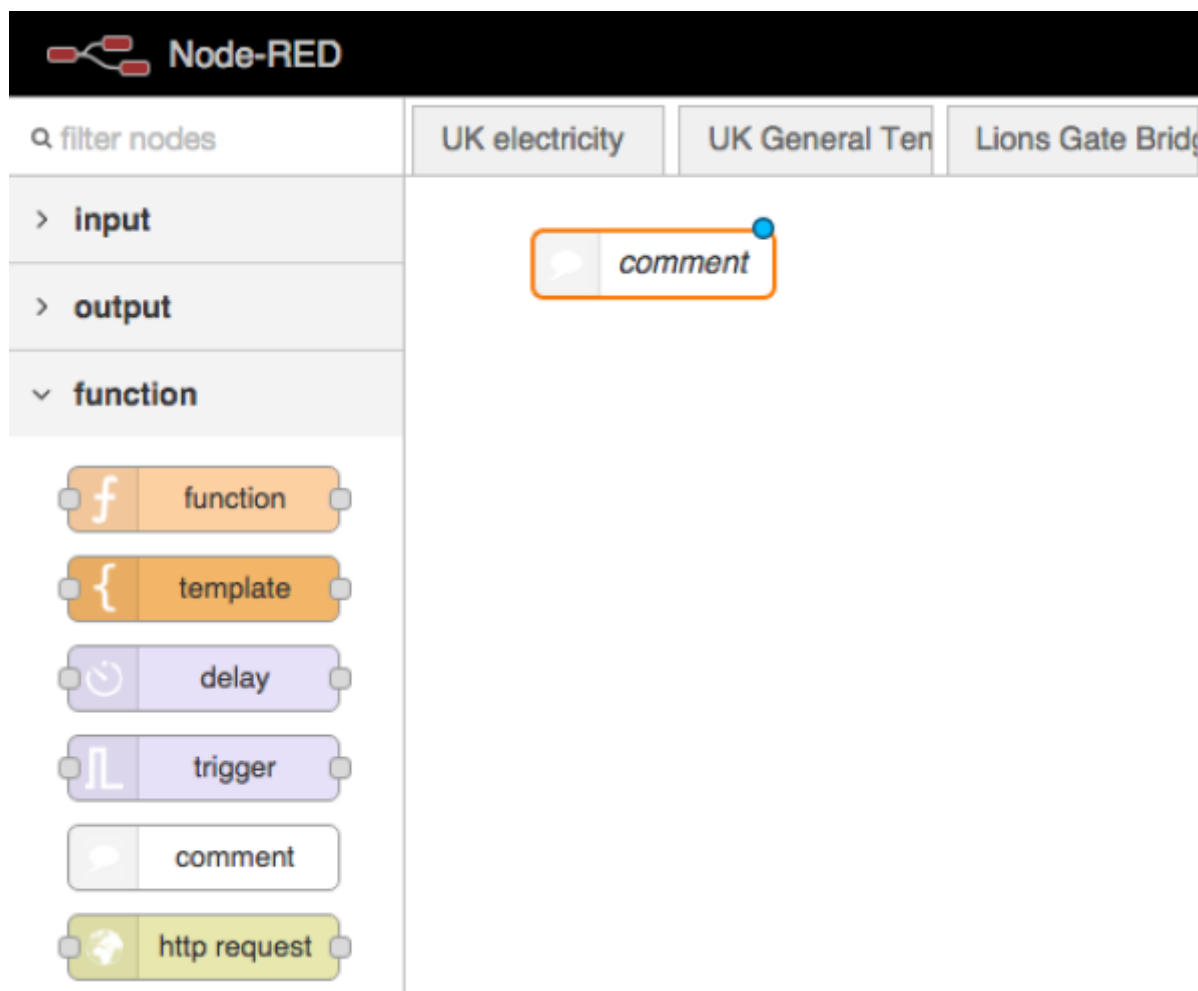 Node-RED
filter nodes
UK electricity
UK General Ten
Lions Gate Bridg
input
output
function
comment
function
template
delay
trigger
comment
http request